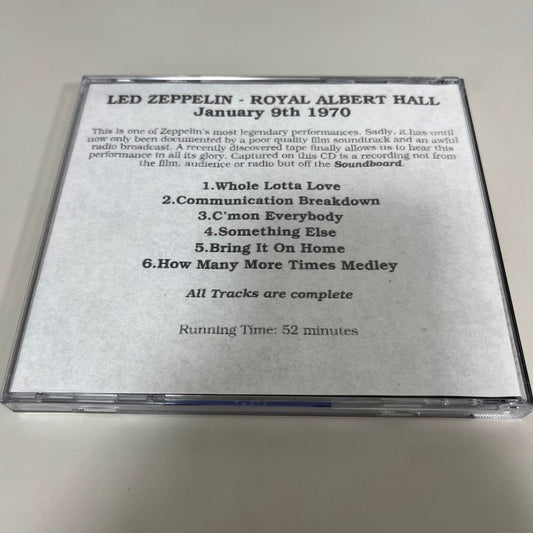 LED ZEPPELIN - ROYAL ALBERT HALL
January 9th 1970
This is one of Zeppelin's most legendary performances. Sadly, it has until
now only been documented by a poor quality film soundtrack and an awful
radio broadcast. A recently discovered tape finally allows us to hear this
performance in all its glory. Captured on this CD is a recording not from
the film, audience or radio but off the Soundboard.
1.Whole Lotta Love
2.Communication Breakdown
3.C'mon Everybody
4.Something Else
5.Bring It On Home
6.How Many More Times Medley
All Tracks are complete
Running Time: 52 minutes